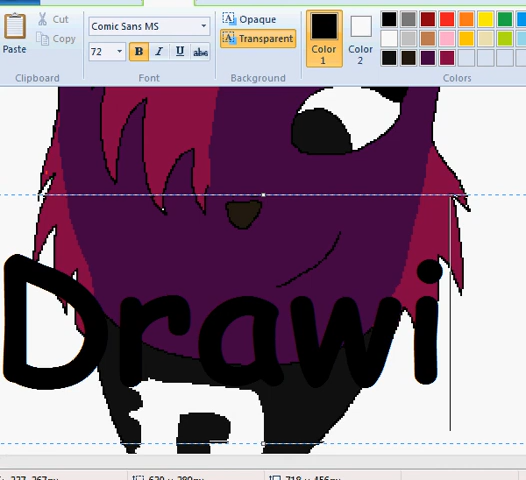 Cut
Paste
Copy
Clipboard
Comic Sans MS
72
B I U abc
Font
Opaque
Transparent
Background
Color 1
Color 2
Colors
Drawi